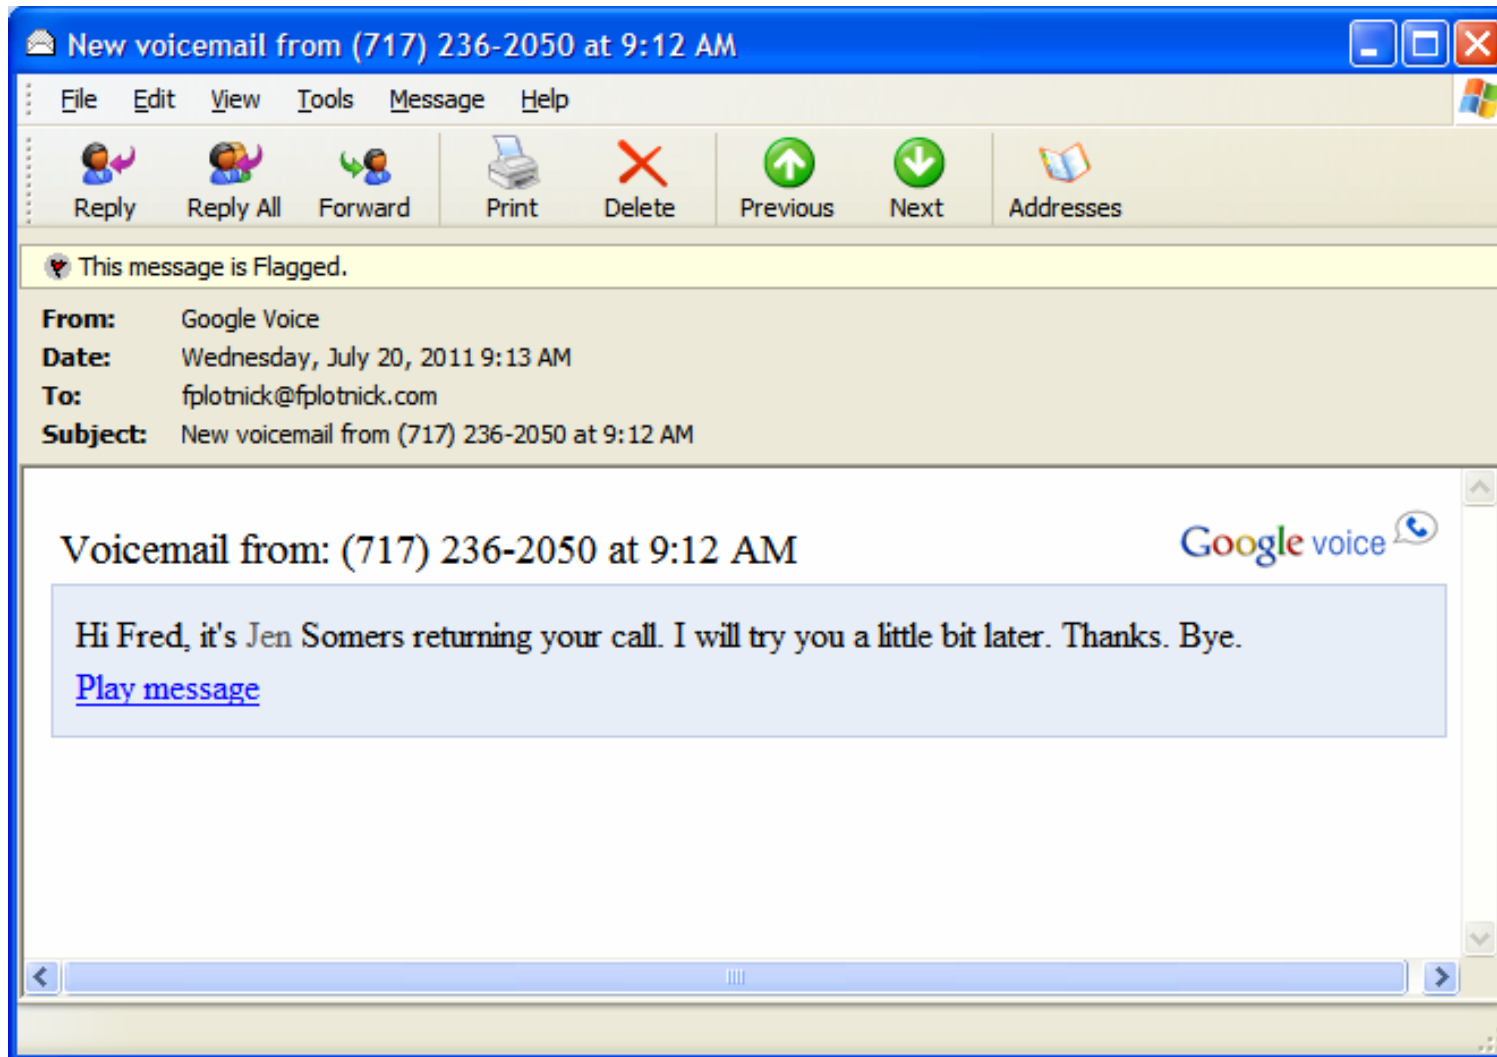 New voicemail from (717) 236-2050 at 9:12 AM
File Edit View Tools Message Help
Reply Reply All Forward Print Delete Previous Next Addresses
This message is Flagged.
From: Google Voice
Date: Wednesday, July 20, 2011 9:13 AM
To: fplotnick@fplotnick.com
Subject: New voicemail from (717) 236-2050 at 9:12 AM
Voicemail from: (717) 236-2050 at 9:12 AM
Google voice
Hi Fred, it's Jen Somers returning your call. I will try you a little bit later. Thanks. Bye.
Play message